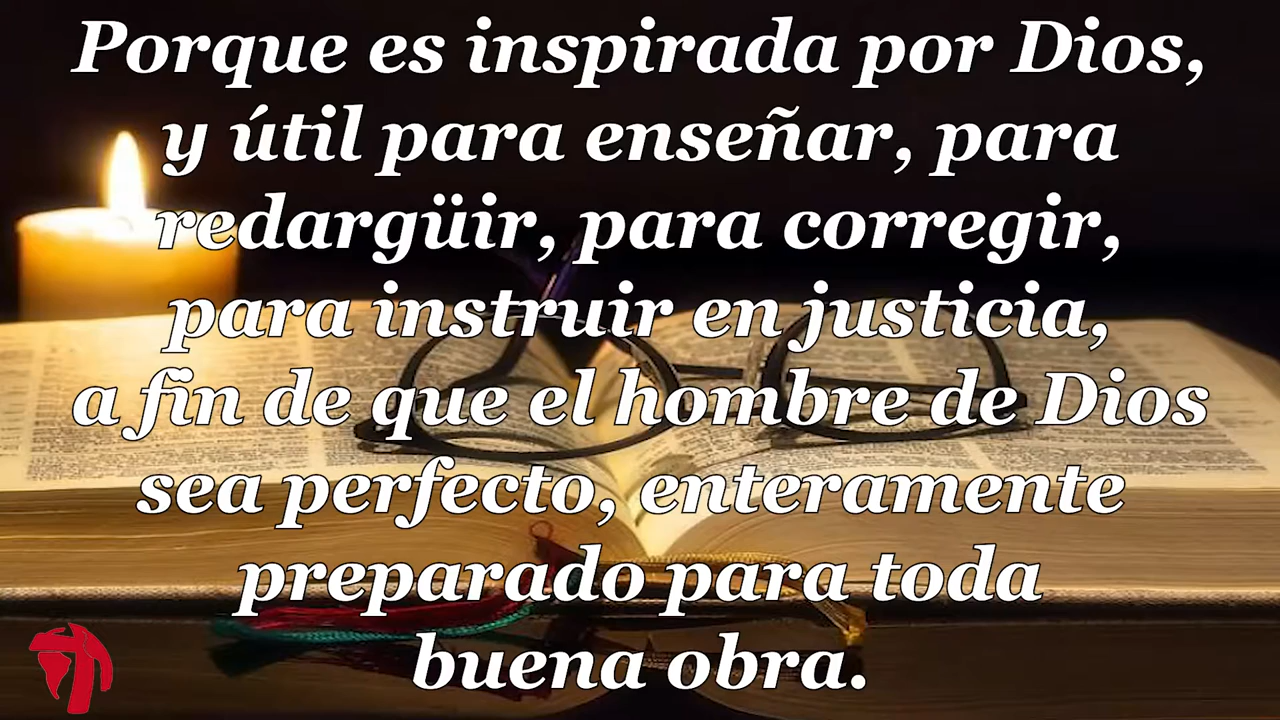 Porque es inspirada por Dios,
y útil para enseñar, para
redargüir, para corregir,
para instruir en justicia,
a fin de que el hombre de Dios
sea perfecto, enteramente
preparado para toda
buena obra.